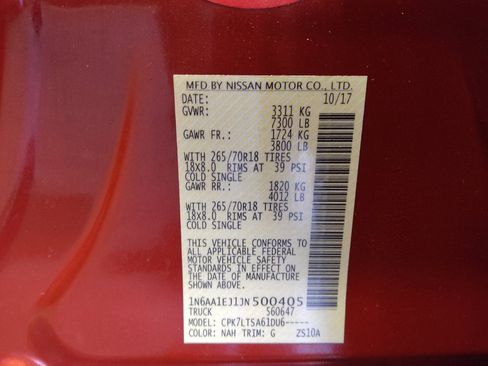 MFD BY NISSAN MOTOR CO., LTD.
DATE: 10/17
GVWR: 3311 KG
7300 LB
GAWR FR.: 1724 KG
3800 LB
WITH 265/70R18 TIRES
18X8.0 RIMS AT 39 PSI
COLD SINGLE
GAWR RR.: 1820 KG
4012 LB
WITH 265/70R18 TIRES
18X8.0 RIMS AT 39 PSI
COLD SINGLE
THIS VEHICLE CONFORMS TO
ALL APPLICABLE FEDERAL
MOTOR VEHICLE SAFETY
STANDARDS IN EFFECT ON
THE DATE OF MANUFACTURE
SHOWN ABOVE.
1N6AA1EJ1JN500405
TRUCK 560647
MODEL: CPK7LTSA61DU6-----
COLOR: NAH TRIM: G ZS10A